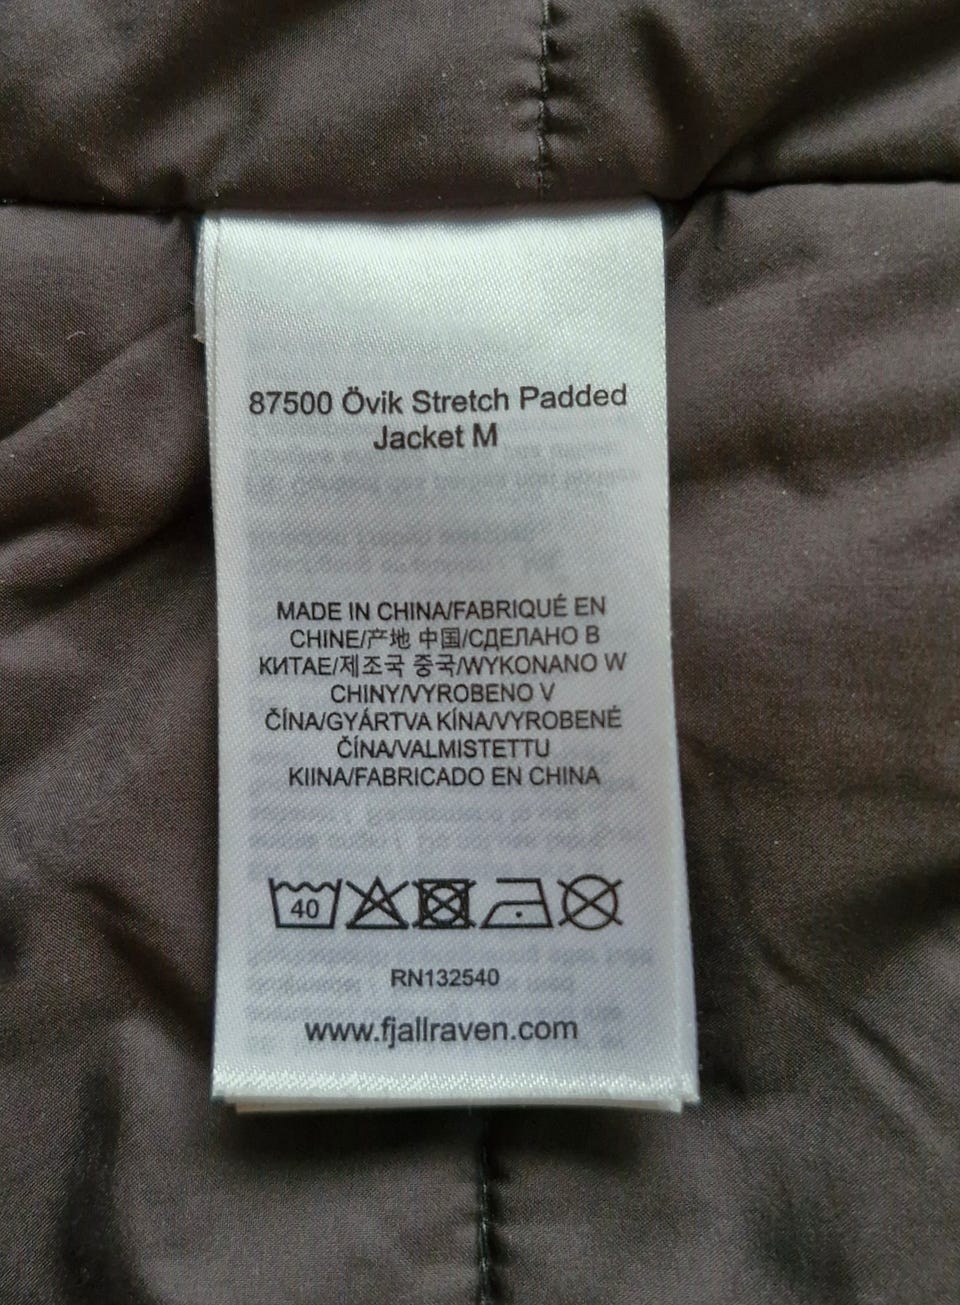 87500 Övik Stretch Padded
Jacket M
MADE IN CHINA/FABRIQUÉ EN
CHINE/产地 中国/СДЕЛАНО В
КИТАЕ/제조국 중국/WYKONANO W
CHINY/VYROBENO V
ČÍNA/GYÁRTVA KÍNA/VYROBENÉ
ČÍNA/VALMISTETTU
KIINA/FABRICADO EN CHINA
40
RN132540
www.fjallraven.com